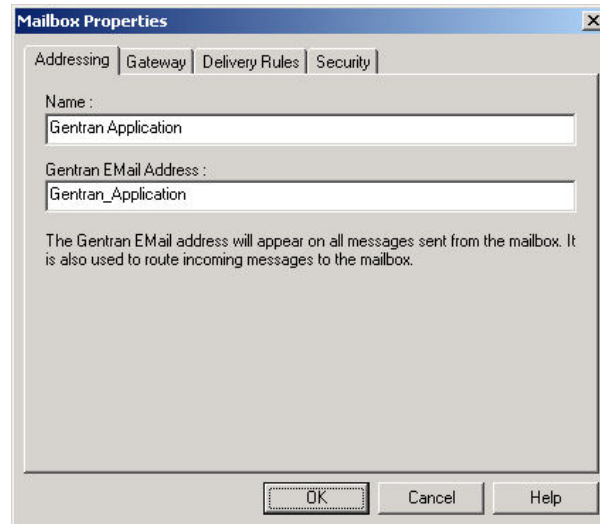 Mailbox Properties
Addressing Gateway Delivery Rules Security
Name :
Gentran Application
Gentran EMail Address :
Gentran_Application
The Gentran EMail address will appear on all messages sent from the mailbox. It
is also used to route incoming messages to the mailbox.
OK Cancel Help